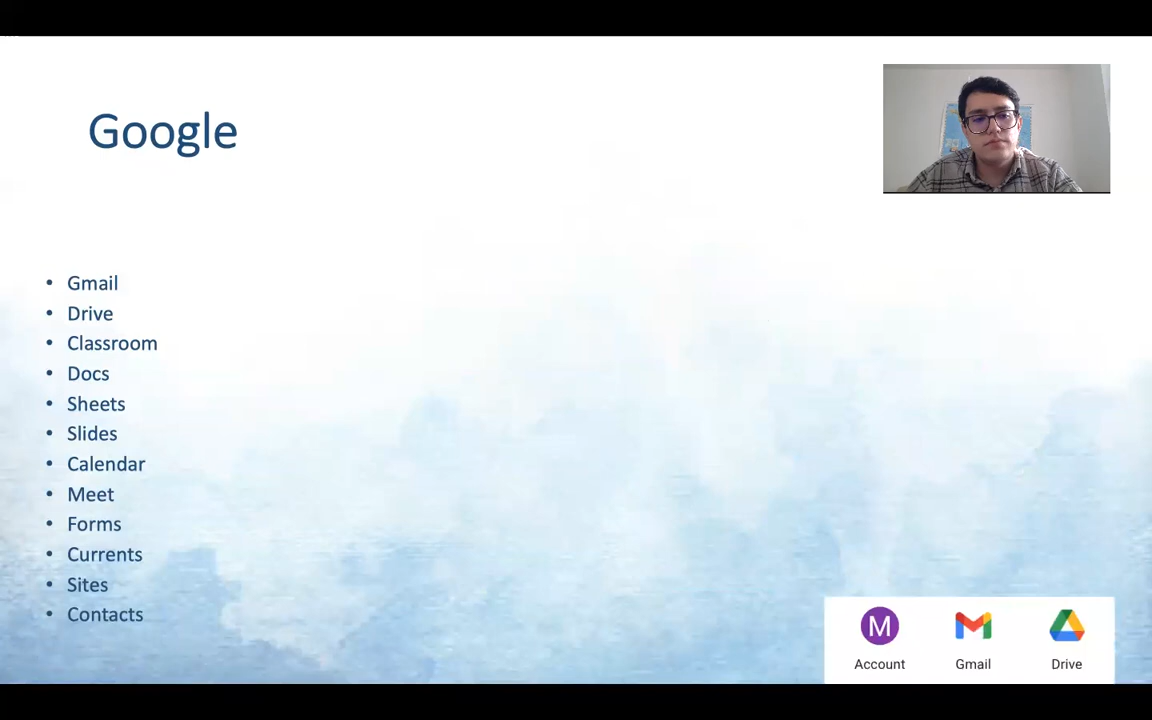 Google
• Gmail
• Drive
• Classroom
• Docs
• Sheets
• Slides
• Calendar
• Meet
• Forms
• Currents
• Sites
• Contacts
M
Account
Gmail
Drive